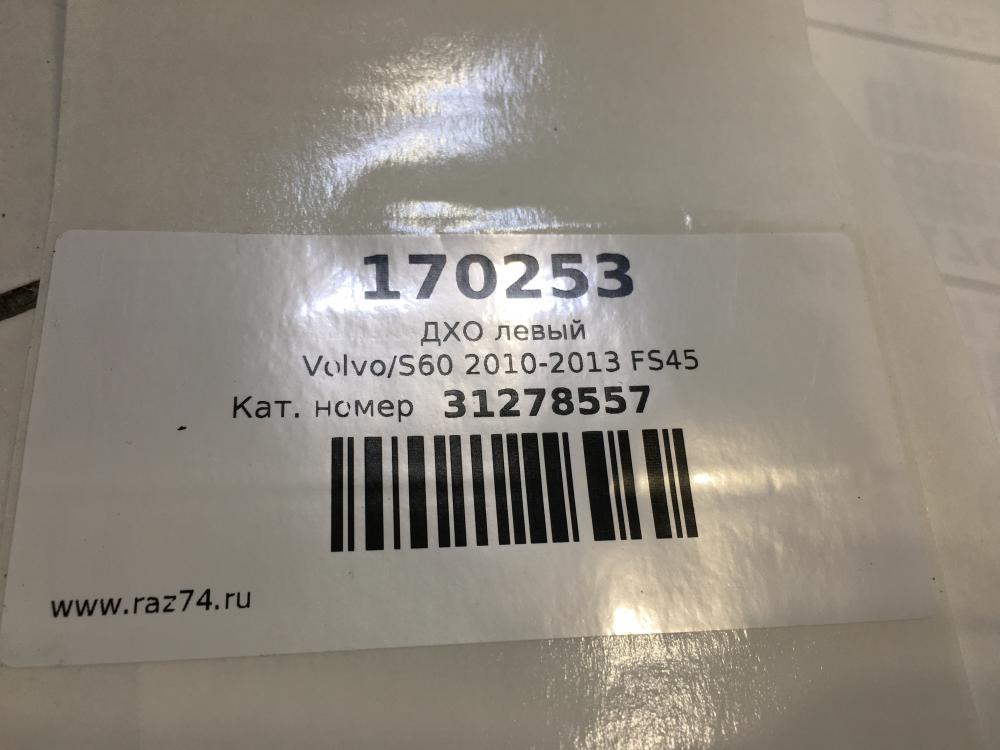 170253
ДХО левый
Volvo/S60 2010-2013 FS45
Кат. номер 31278557
www.raz74.ru